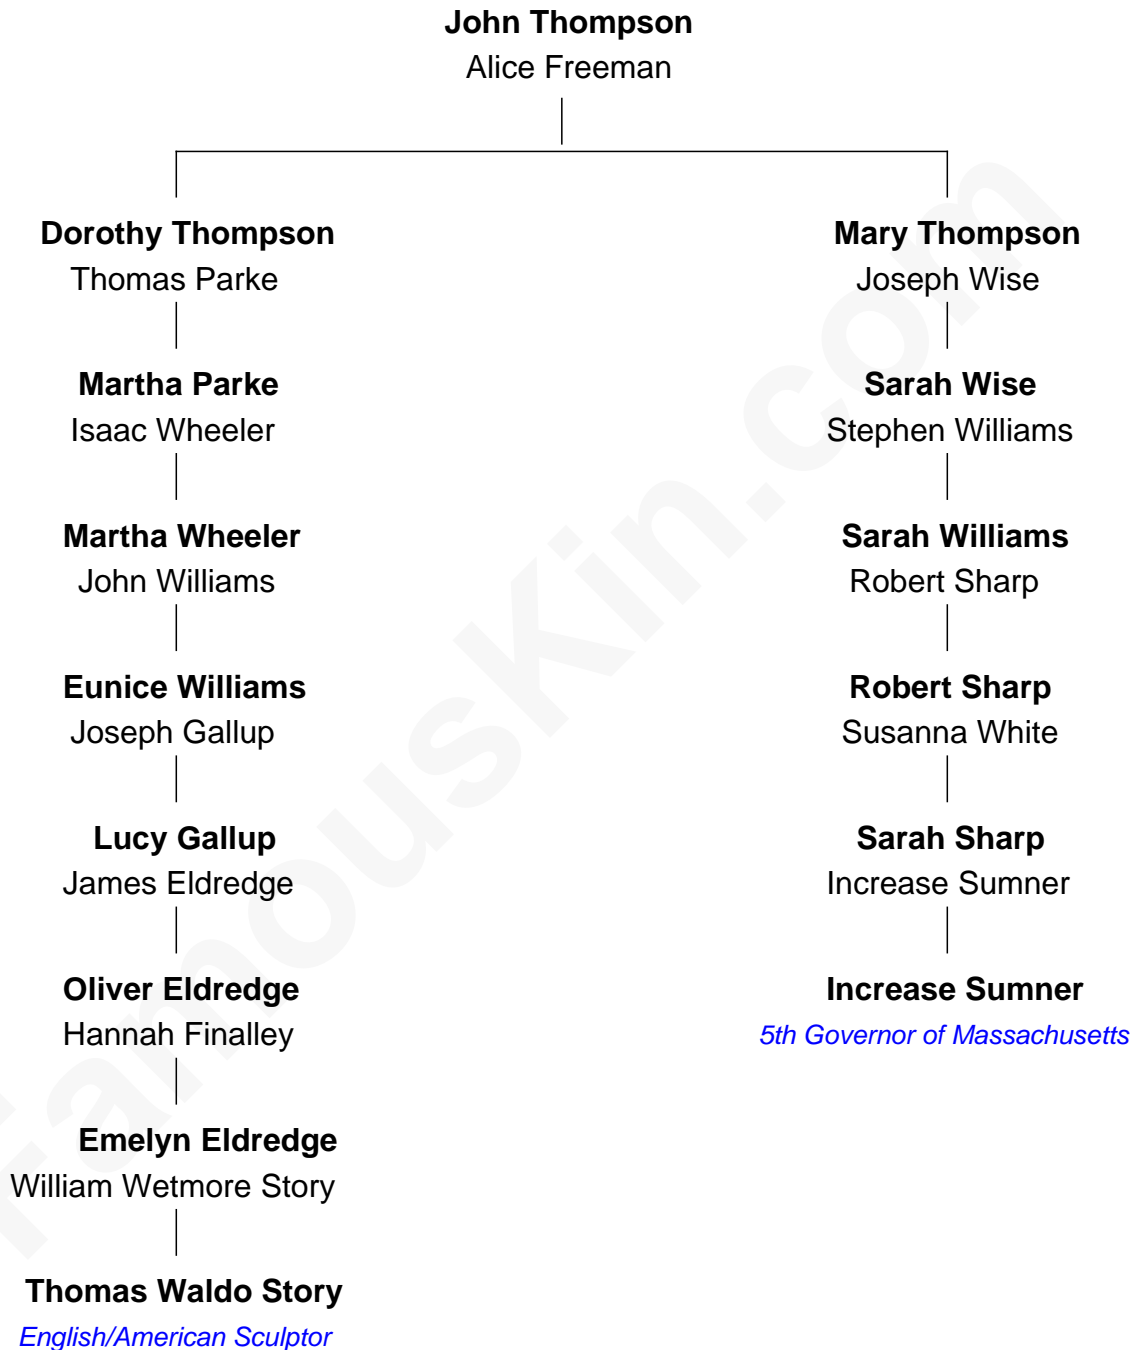 John Thompson
Alice Freeman
Dorothy Thompson
Thomas Parke
Martha Parke
Isaac Wheeler
Martha Wheeler
John Williams
Eunice Williams
Joseph Gallup
Lucy Gallup
James Eldredge
Oliver Eldredge
Hannah Finalley
Emelyn Eldredge
William Wetmore Story
Thomas Waldo Story
English/American Sculptor
Mary Thompson
Joseph Wise
Sarah Wise
Stephen Williams
Sarah Williams
Robert Sharp
Robert Sharp
Susanna White
Sarah Sharp
Increase Sumner
Increase Sumner
5th Governor of Massachusetts
FamousKin.com